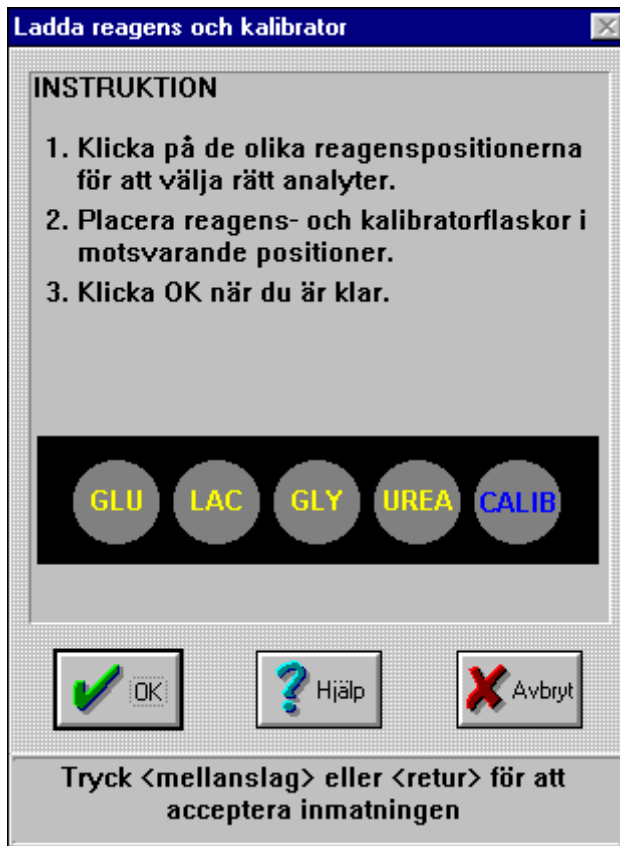 Ladda reagens och kalibrator
INSTRUKTION
1. Klicka på de olika reagenspositionerna
för att välja rätt analyter.
2. Placera reagens- och kalibratorflaskor i
motsvarande positioner.
3. Klicka OK när du är klar.
GLU LAC GLY UREA CALIB
OK Hjälp Avbryt
Tryck <mellanslag> eller <retur> för att
acceptera inmatningen